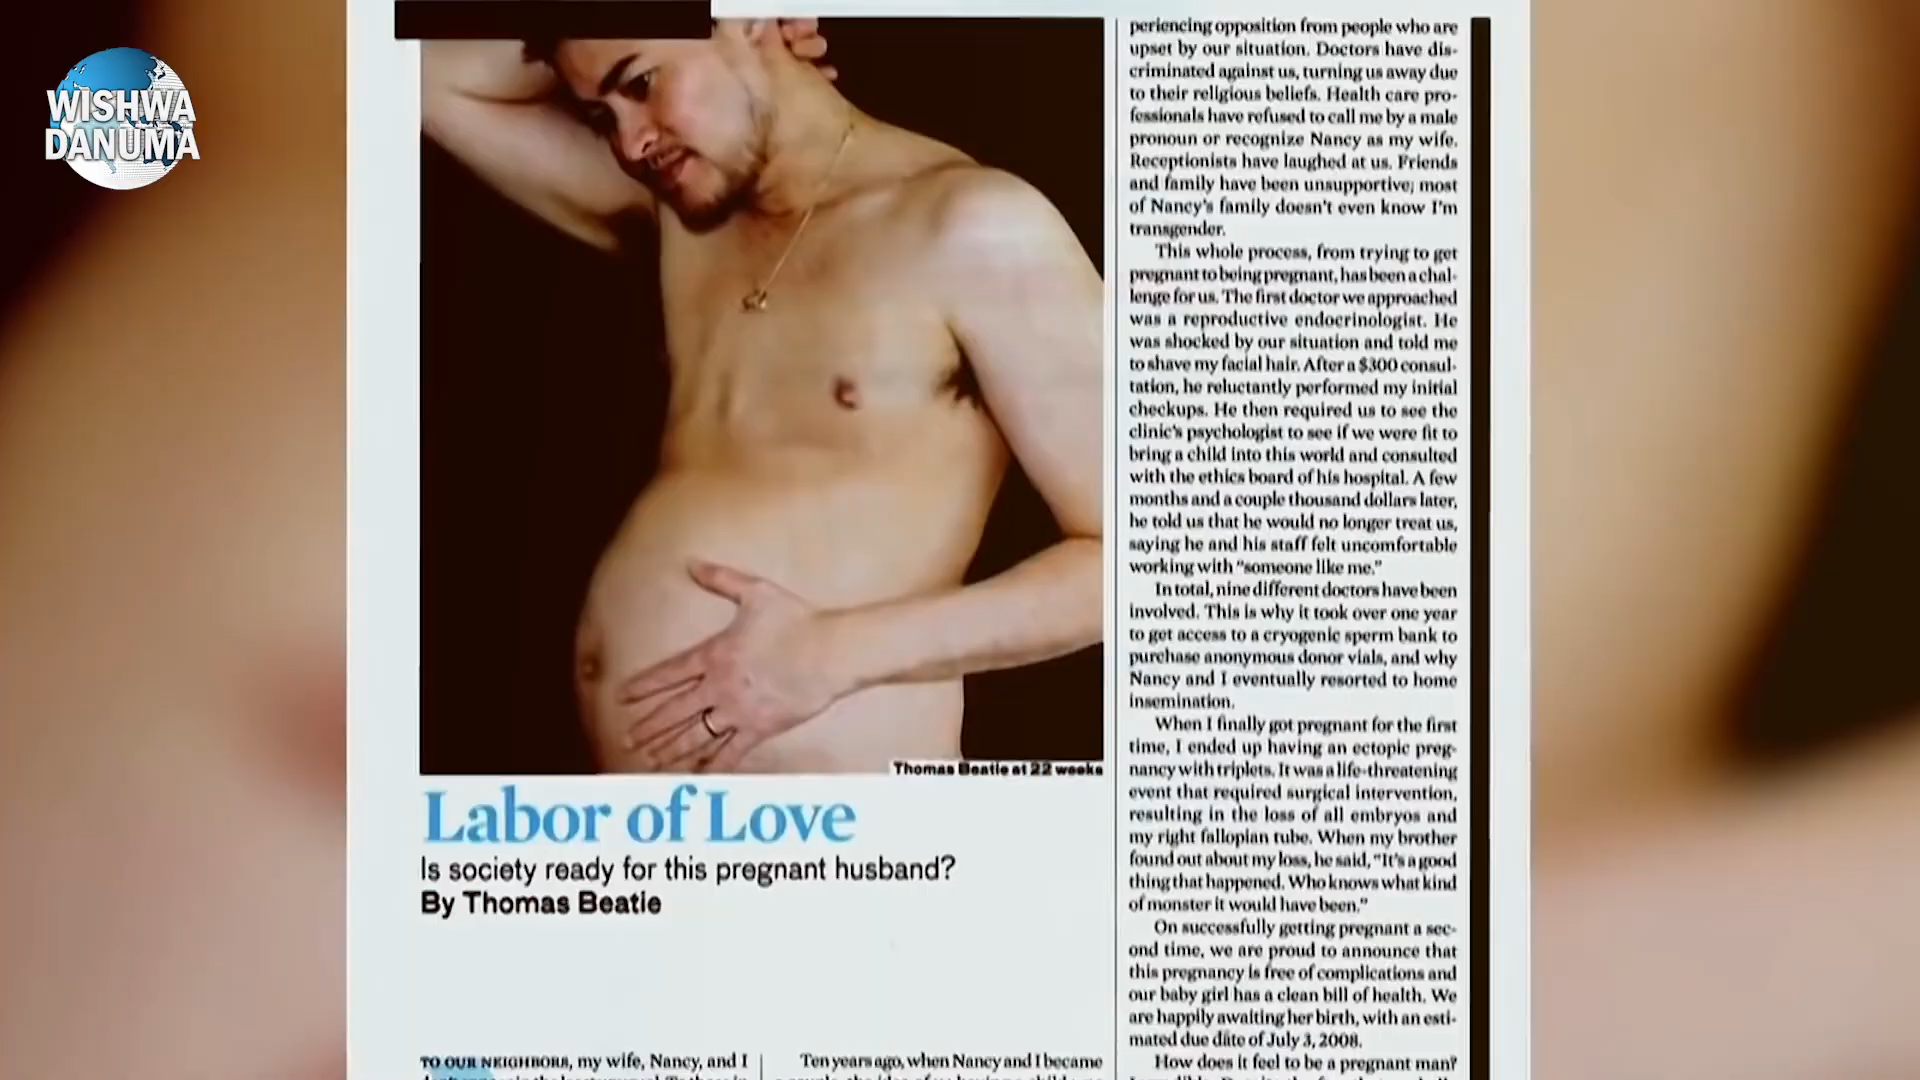 WISHWA
DANUMA
Thomas Beatie at 22 weeks
Labor of Love
Is society ready for this pregnant husband?
By Thomas Beatie
TO OUR NEIGHBORS, my wife, Nancy, and I
Ten years ago, when Nancy and I became
periencing opposition from people who are
upset by our situation. Doctors have dis-
criminated against us, turning us away due
to their religious beliefs. Health care pro-
fessionals have refused to call me by a male
pronoun or recognize Nancy as my wife.
Receptionists have laughed at us. Friends
and family have been unsupportive; most
of Nancy's family doesn't even know I'm
transgender.
This whole process, from trying to get
pregnant to being pregnant, has been a chal-
lenge for us. The first doctor we approached
was a reproductive endocrinologist. He
was shocked by our situation and told me
to shave my facial hair. After a $300 consul-
tation, he reluctantly performed my initial
checkups. He then required us to see the
clinic's psychologist to see if we were fit to
bring a child into this world and consulted
with the ethics board of his hospital. A few
months and a couple thousand dollars later,
he told us that he would no longer treat us,
saying he and his staff felt uncomfortable
working with “someone like me.”
In total, nine different doctors have been
involved. This is why it took over one year
to get access to a cryogenic sperm bank to
purchase anonymous donor vials, and why
Nancy and I eventually resorted to home
insemination.
When I finally got pregnant for the first
time, I ended up having an ectopic preg-
nancy with triplets. It was a life-threatening
event that required surgical intervention,
resulting in the loss of all embryos and
my right fallopian tube. When my brother
found out about my loss, he said, “It's a good
thing that happened. Who knows what kind
of monster it would have been.”
On successfully getting pregnant a sec-
ond time, we are proud to announce that
this pregnancy is free of complications and
our baby girl has a clean bill of health. We
are happily awaiting her birth, with an esti-
mated due date of July 3, 2008.
How does it feel to be a pregnant man?